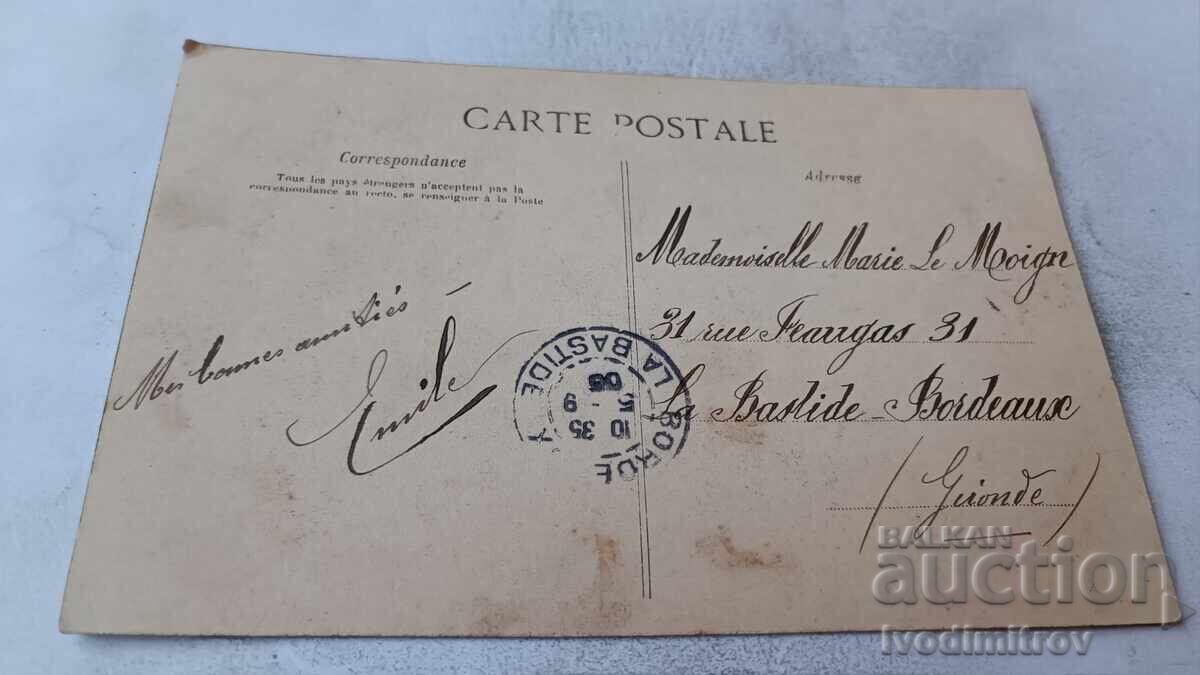 CARTE POSTALE
Correspondance
Tous les pays étrangers n'acceptent pas la
correspondance au recto, se renseigner à la Poste
Mes bonnes amitiés
Emile
Adresse
Mademoiselle Marie Le Moign
31 rue Feaugas 31
La Bastide - Bordeaux
(Gironde)
BORDE LA BASTIDE
10 35
06
BALKAN
auction
Ivodimitrov